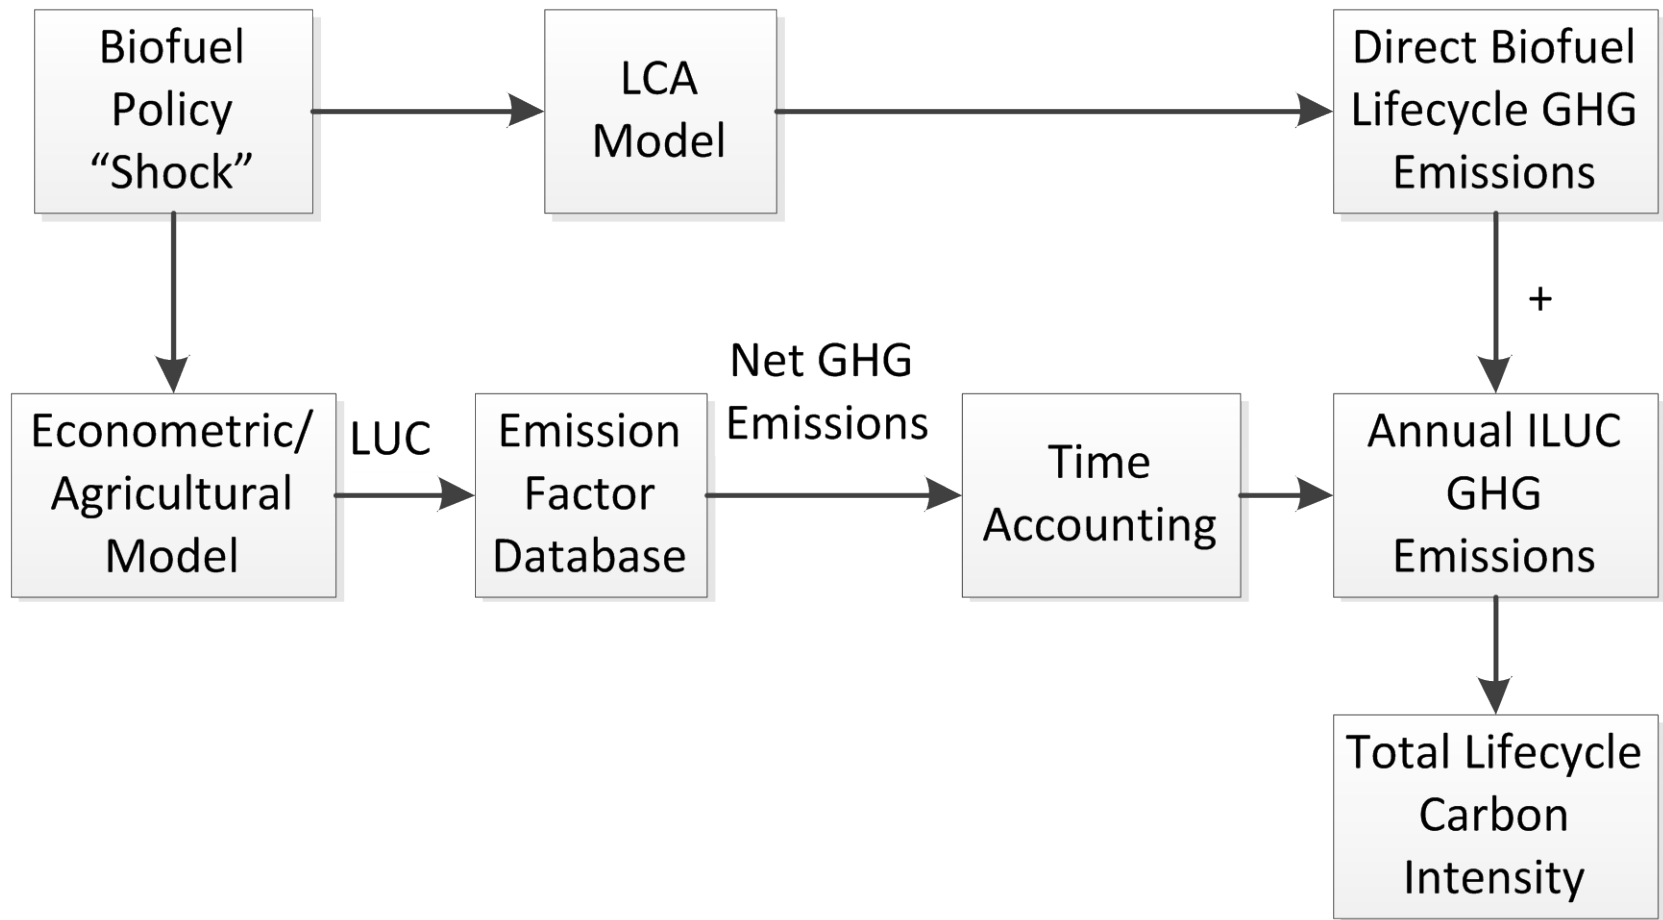 Biofuel
Policy
“Shock”
LCA
Model
Direct Biofuel
Lifecycle GHG
Emissions
+
Econometric/
Agricultural
Model
LUC
Emission
Factor
Database
Net GHG
Emissions
Time
Accounting
Annual ILUC
GHG
Emissions
Total Lifecycle
Carbon
Intensity